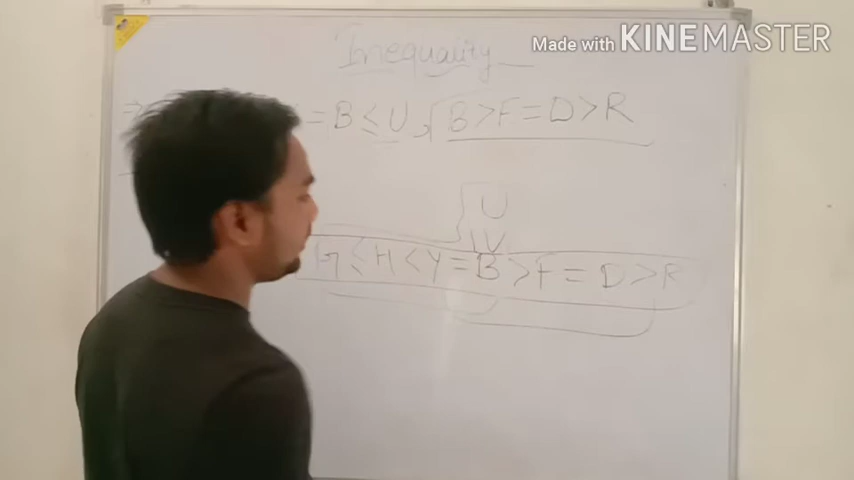 Inequality
Made with KINEMASTER
= B ≤ U, B > F = D > R
U
≤ H < Y = B > F = D > R